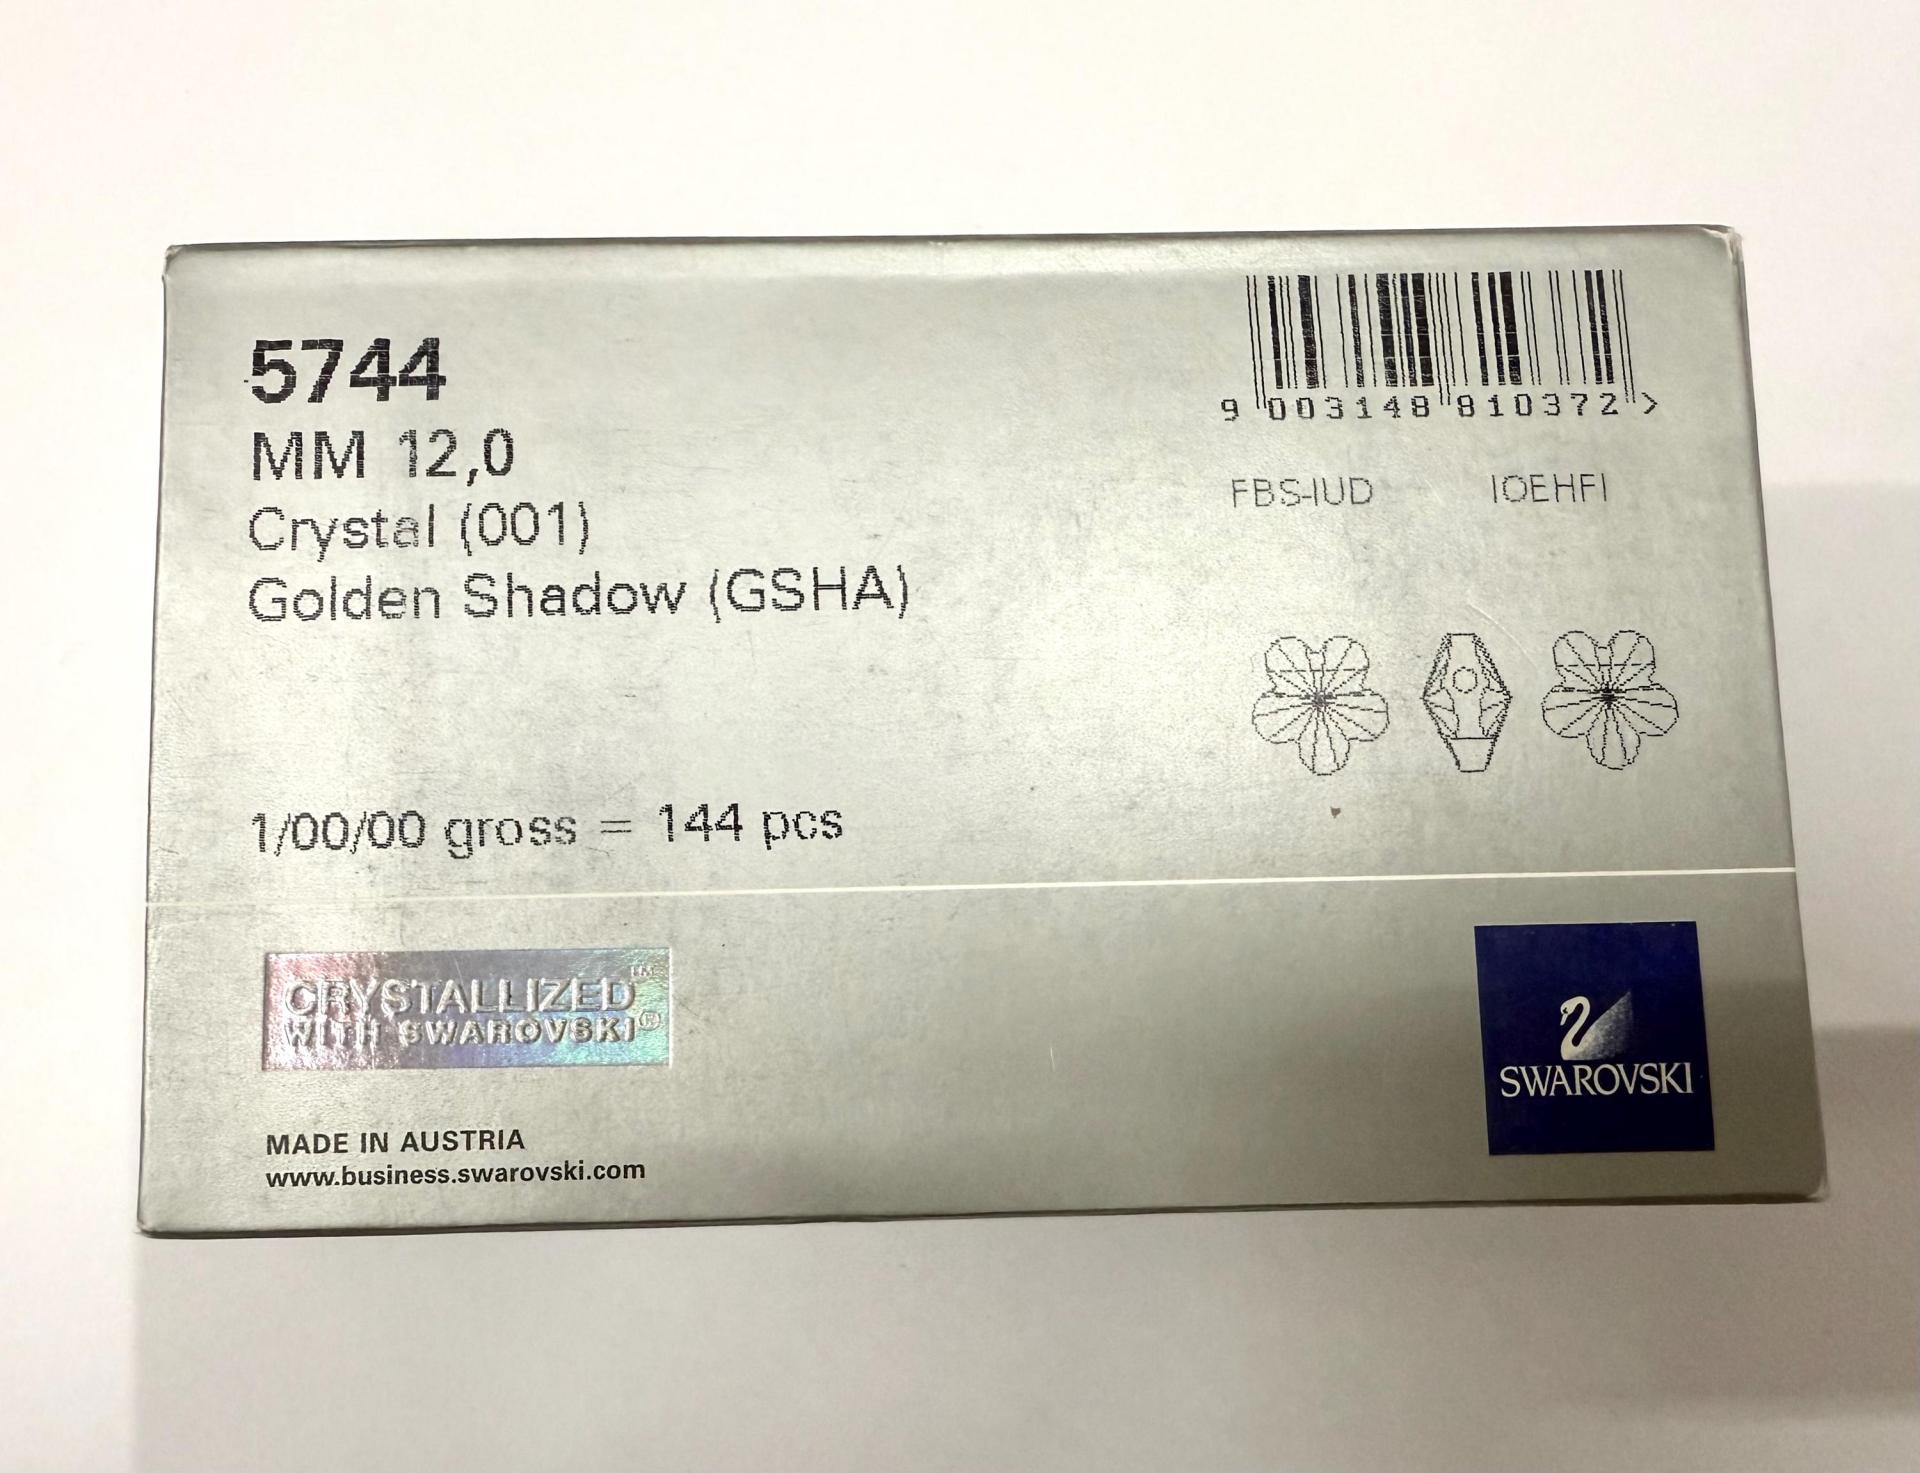 5744
MM 12,0
Crystal (001)
Golden Shadow (GSHA)
1/00/00 gross = 144 pcs
9 003148 810372 >
FBS-IUD IOEHFI
CRYSTALLIZED™
WITH SWAROVSKI®
MADE IN AUSTRIA
www.business.swarovski.com
SWAROVSKI